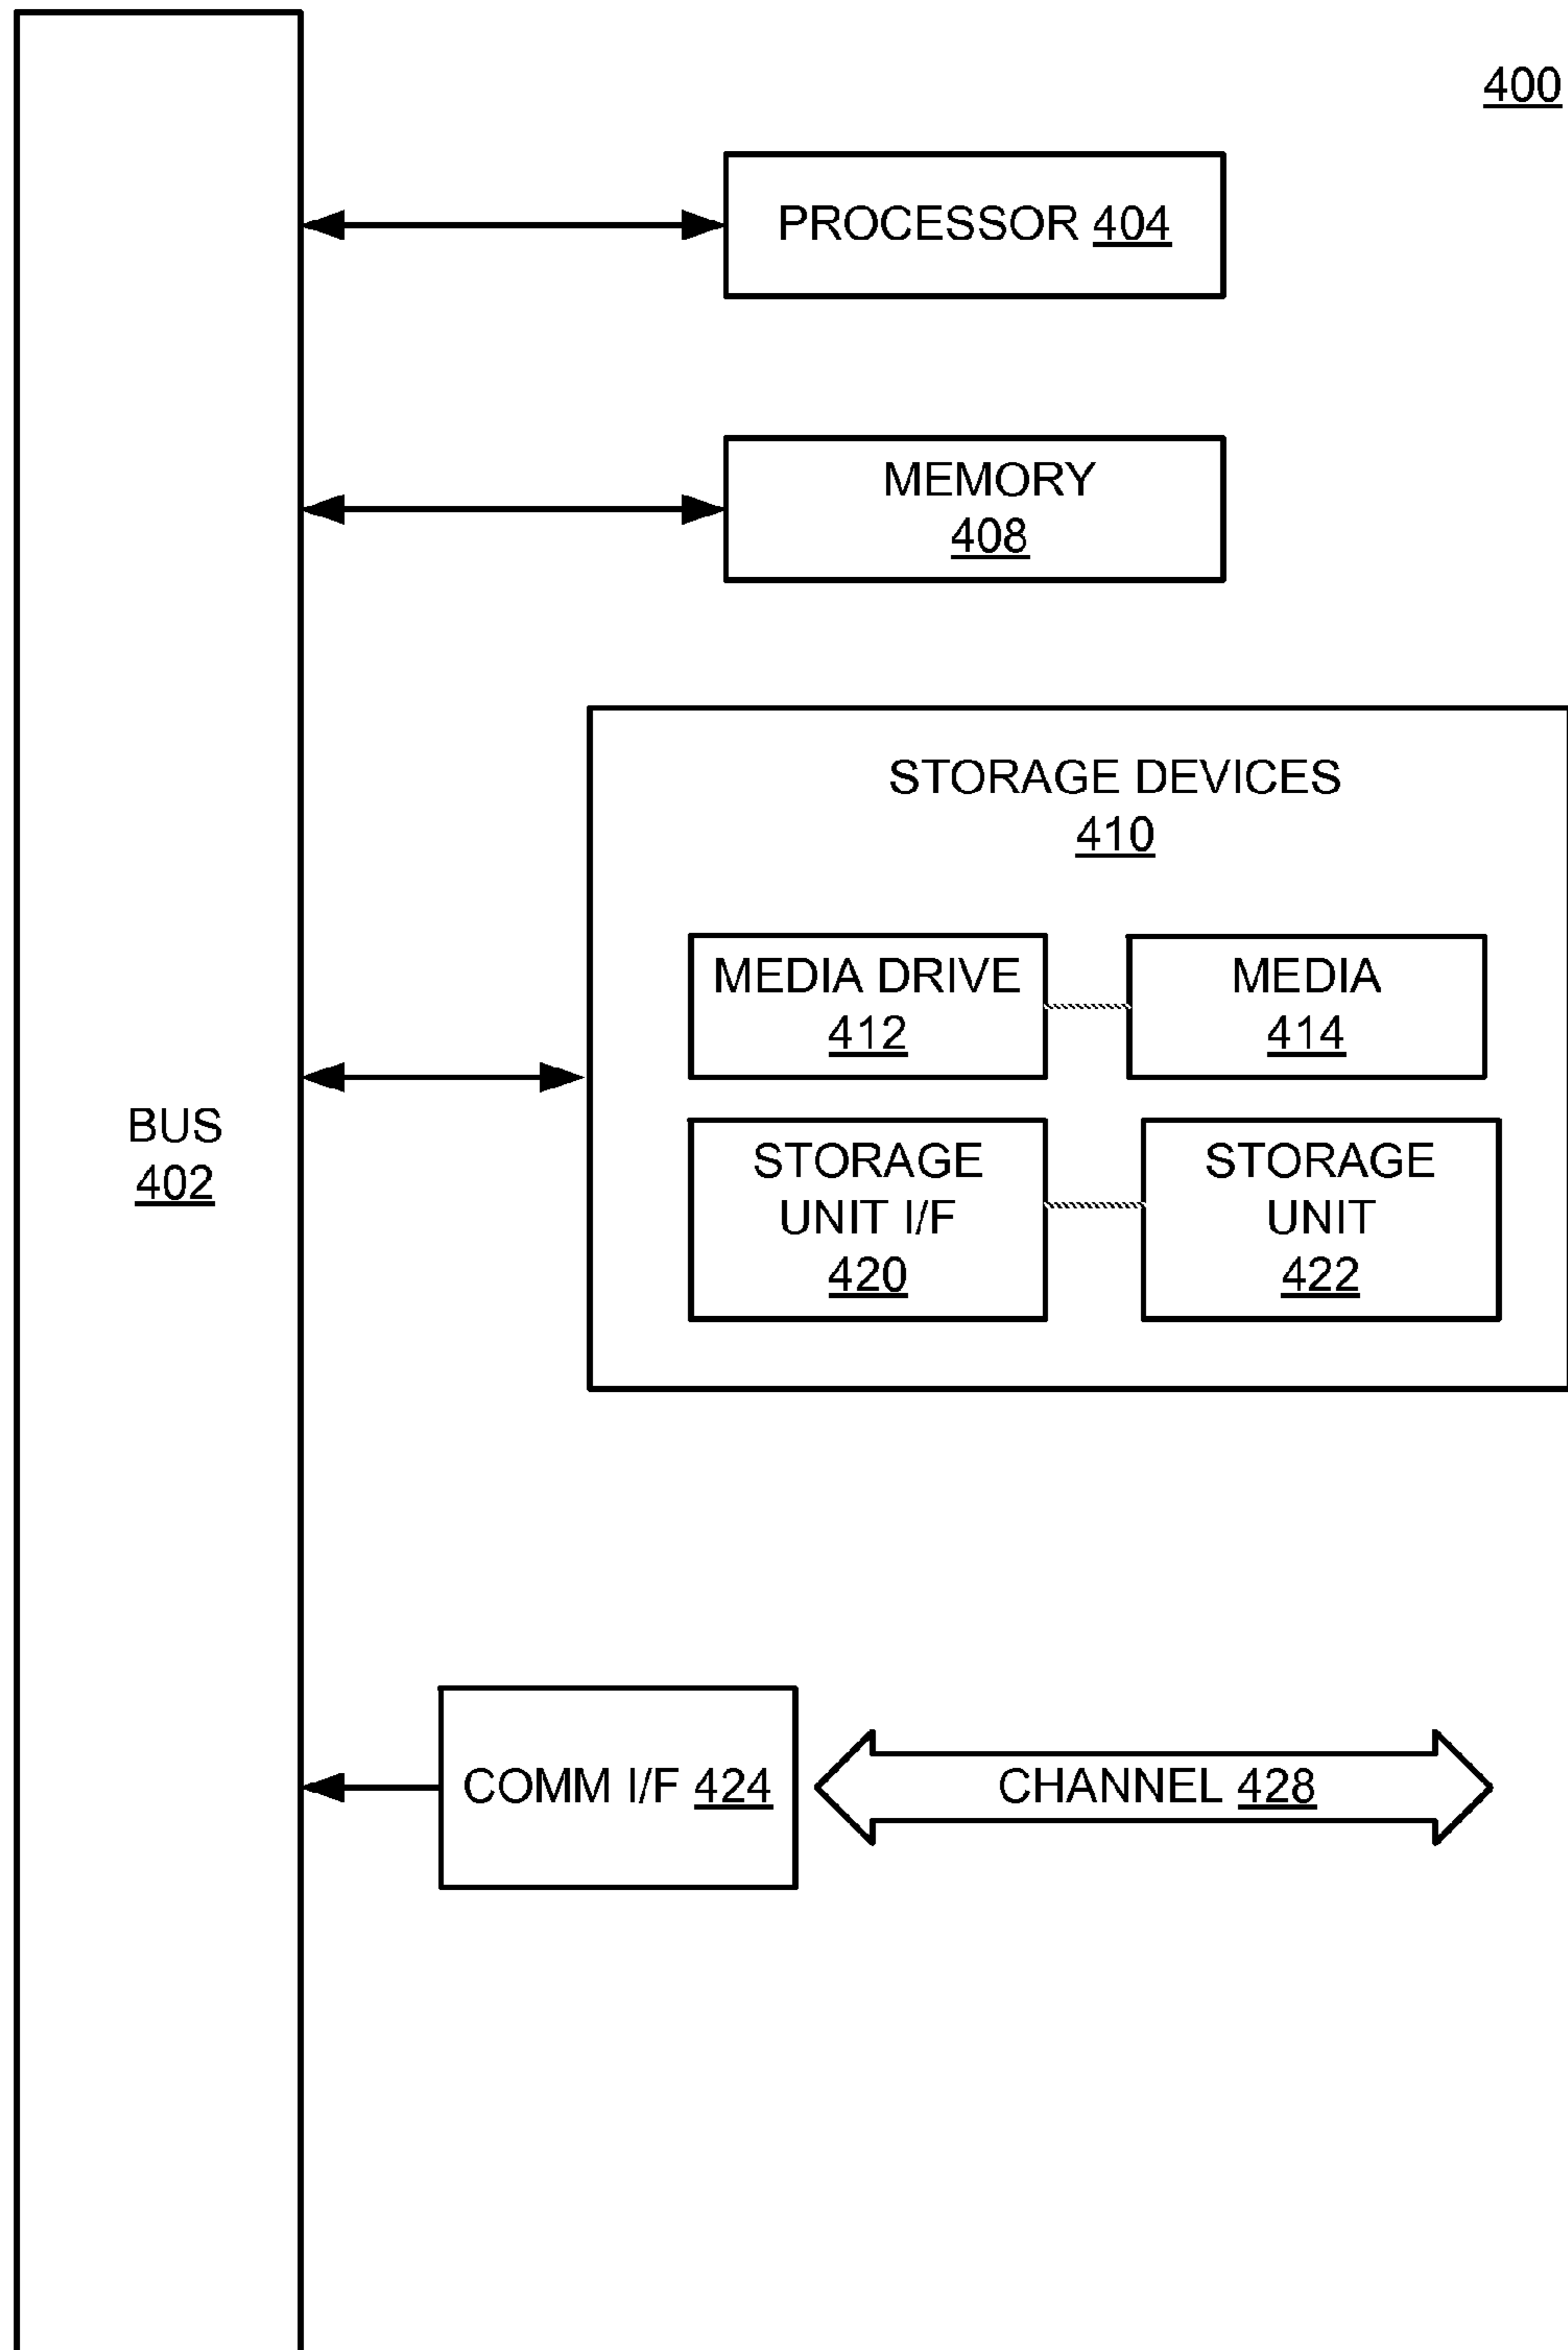 400
PROCESSOR 404
MEMORY
408
STORAGE DEVICES
410
MEDIA DRIVE
412
MEDIA
414
STORAGE
UNIT I/F
420
STORAGE
UNIT
422
BUS
402
COMM I/F 424
CHANNEL 428